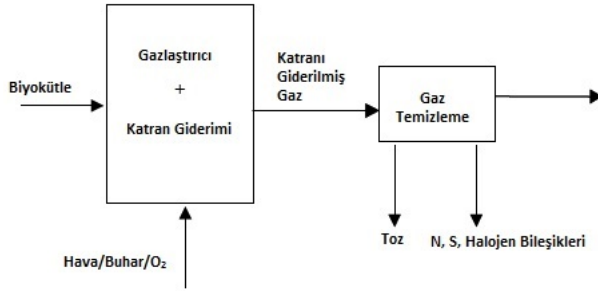 Biyokütle
Gazlaştırıcı
+
Katran Giderimi
Katranı
Giderilmiş
Gaz
Gaz
Temizleme
Hava/Buhar/O₂
Toz
N, S, Halojen Bileşikleri